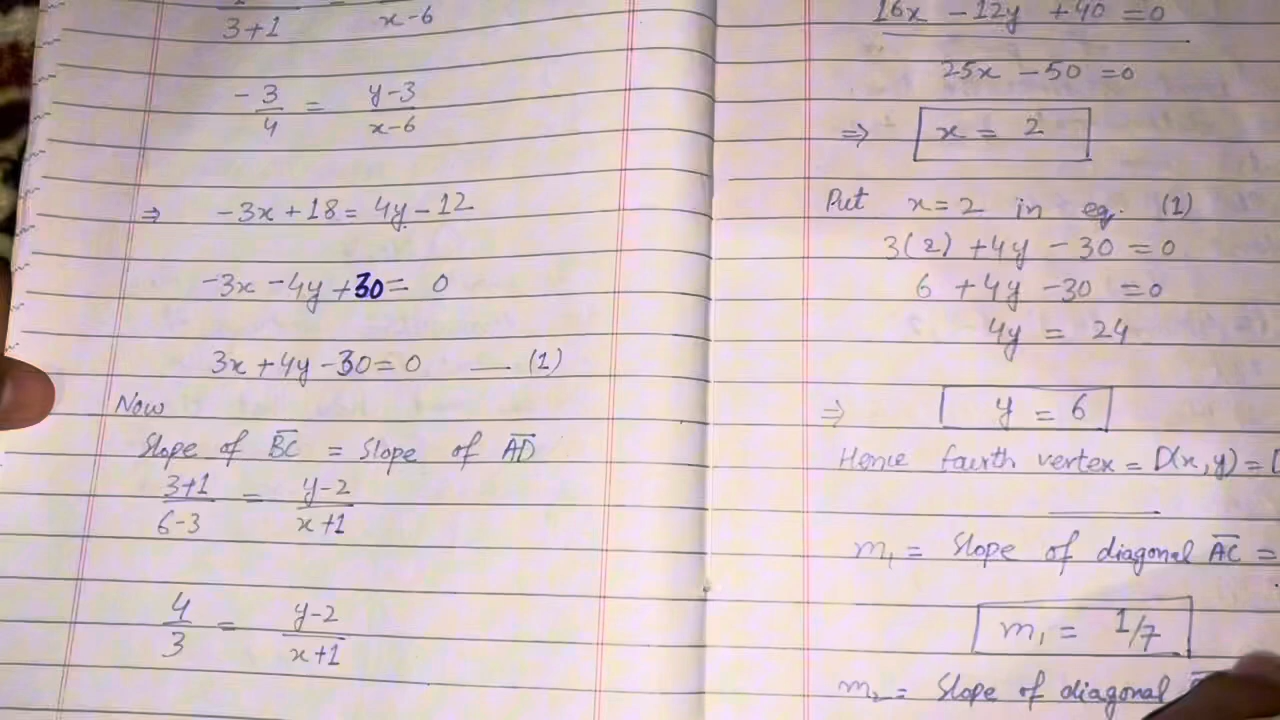 3+1 x-6
-3/4 = y-3/x-6
⇒ -3x+18 = 4y-12
-3x-4y+30 = 0
3x+4y-30=0 — (1)
Now
Slope of B̅C̅ = Slope of A̅D̅
3+1/6-3 = y-2/x+1
4/3 = y-2/x+1
16x -12y +40 =0
25x -50 =0
⇒ x = 2
Put x=2 in eq. (1)
3(2) +4y -30 =0
6 +4y -30 =0
4y = 24
⇒ y = 6
Hence fourth vertex = D(x,y) =
m₁ = Slope of diagonal A̅C̅ =
m₁ = 1/7
m₂ = Slope of diagonal